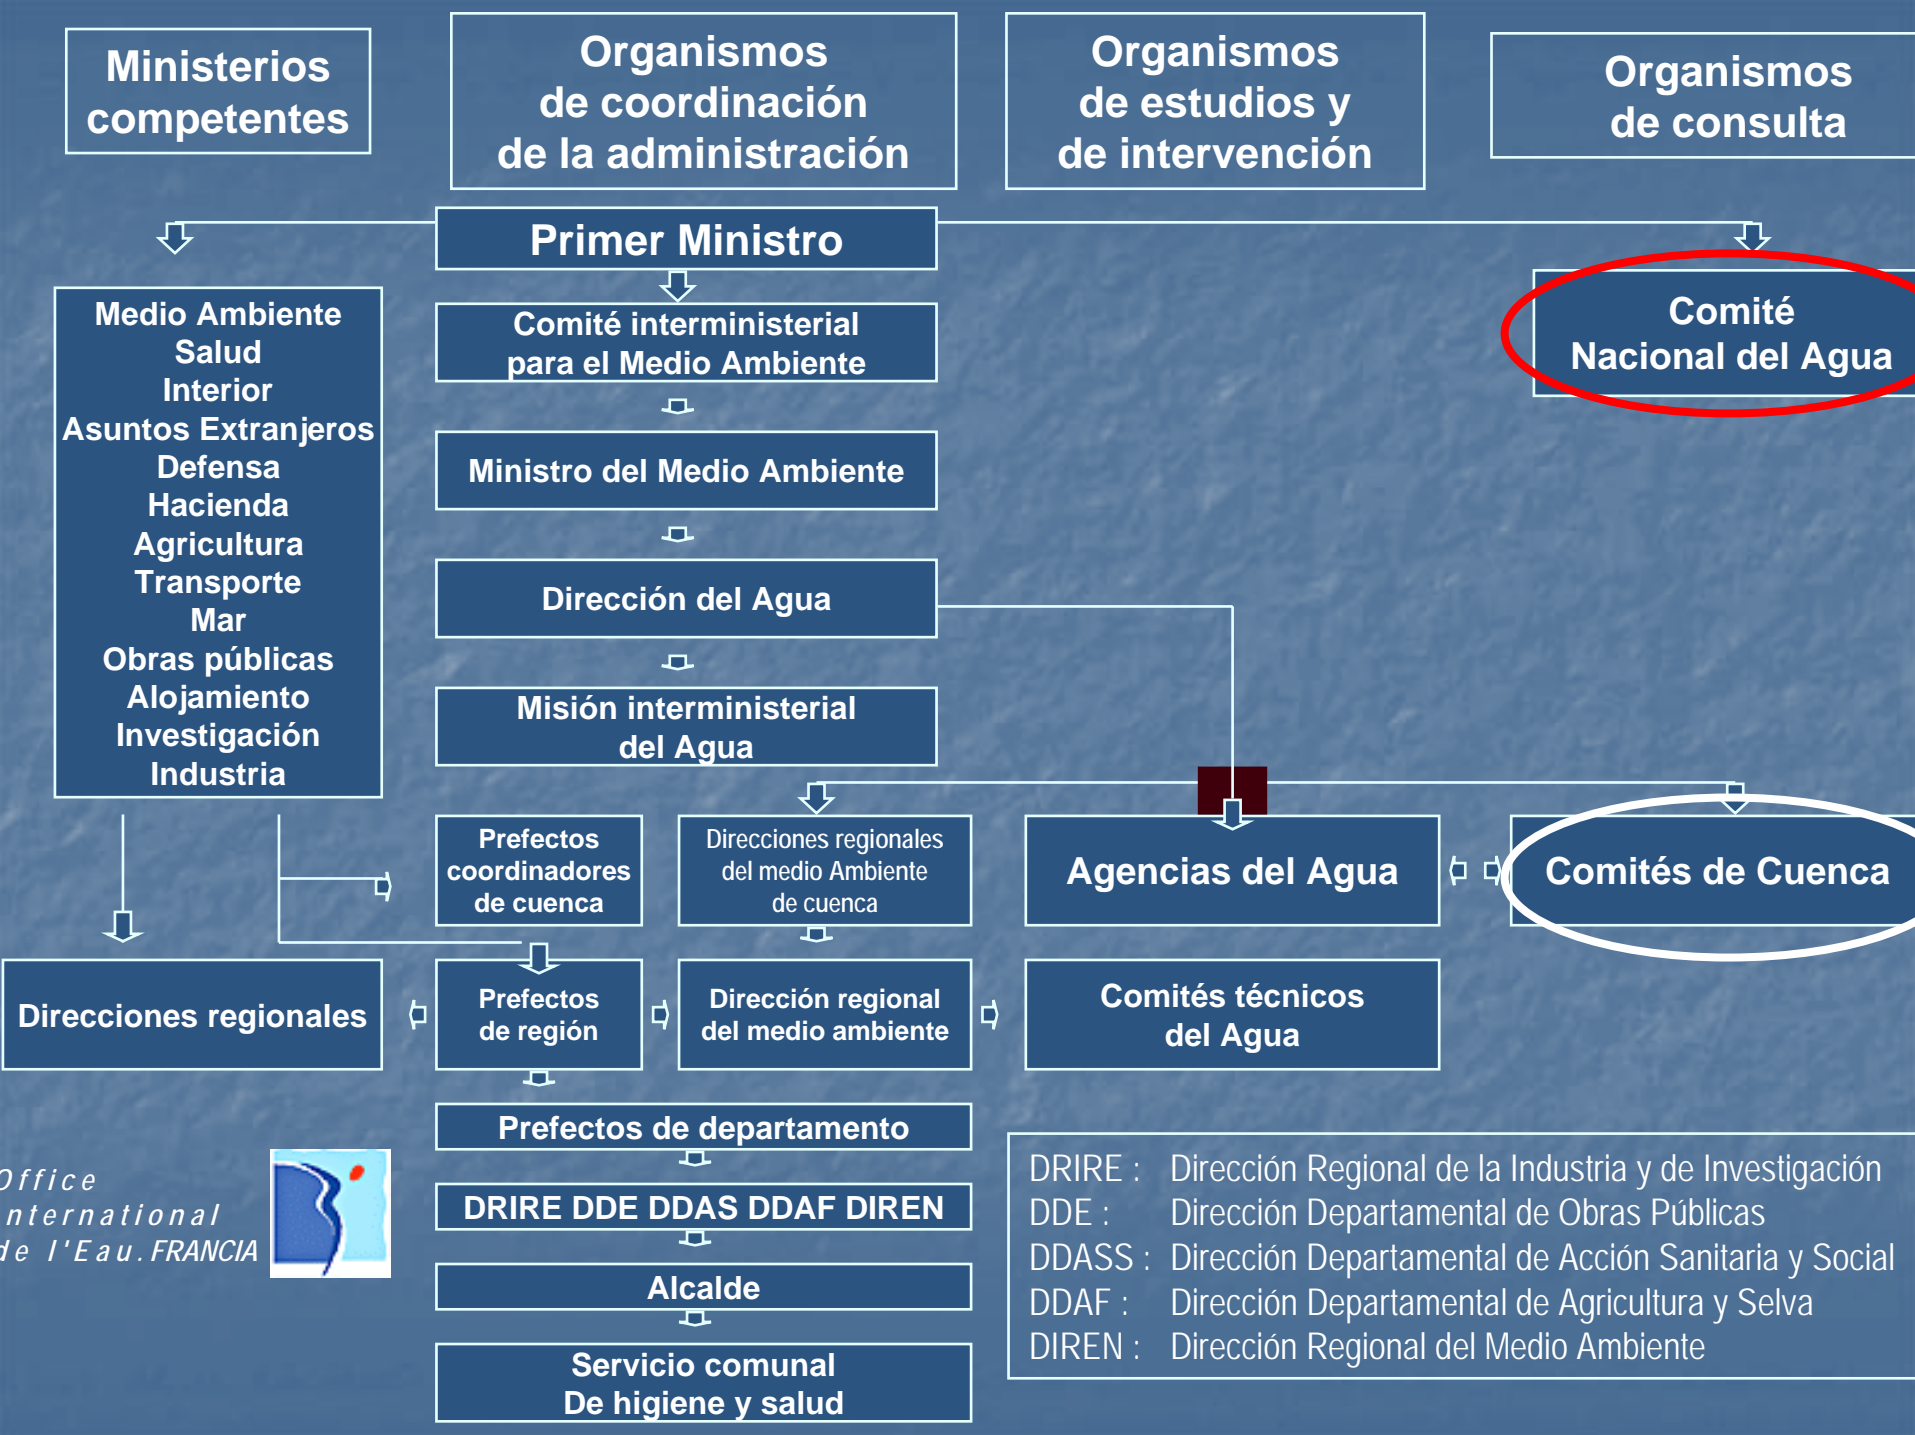 Ministerios
competentes
Organismos
de coordinación
de la administración
Organismos
de estudios y
de intervención
Organismos
de consulta
Primer Ministro
Medio Ambiente
Salud
Interior
Asuntos Extranjeros
Defensa
Hacienda
Agricultura
Transporte
Mar
Obras públicas
Alojamiento
Investigación
Industria
Comité interministerial
para el Medio Ambiente
Comité
Nacional del Agua
Ministro del Medio Ambiente
Dirección del Agua
Misión interministerial
del Agua
Prefectos
coordinadores
de cuenca
Direcciones regionales
del medio Ambiente
de cuenca
Agencias del Agua
Comités de Cuenca
Direcciones regionales
Prefectos
de región
Dirección regional
del medio ambiente
Comités técnicos
del Agua
Prefectos de departamento
DRIRE DDE DDAS DDAF DIREN
Alcalde
Servicio comunal
De higiene y salud
Office
nternational
de l'Eau. FRANCIA
DRIRE : Dirección Regional de la Industria y de Investigación
DDE : Dirección Departamental de Obras Públicas
DDASS : Dirección Departamental de Acción Sanitaria y Social
DDAF : Dirección Departamental de Agricultura y Selva
DIREN : Dirección Regional del Medio Ambiente